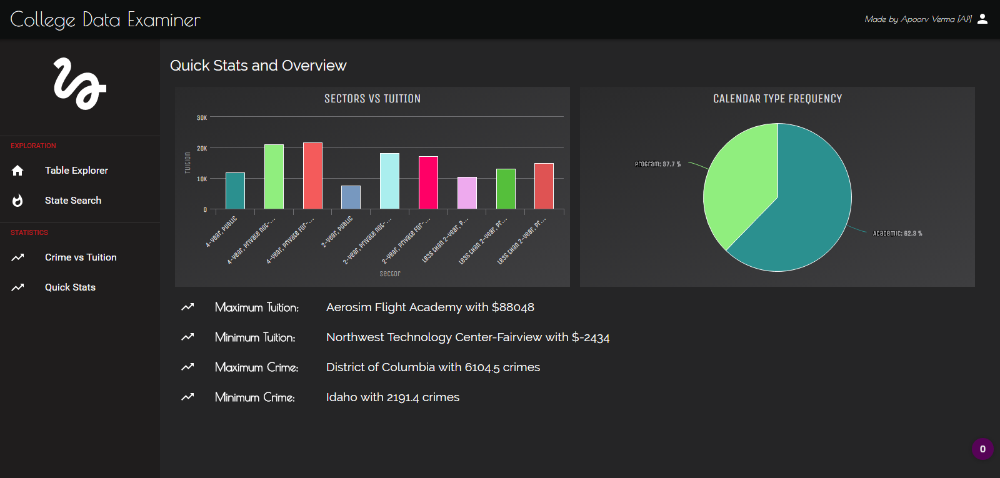 College Data Examiner
Made by Apoorv Verma [AP]
EXPLORATION
Table Explorer
State Search
STATISTICS
Crime vs Tuition
Quick Stats
Quick Stats and Overview
SECTORS VS TUITION
30K
20K
10K
0
Tuition
4-year, public
4-year, private not-...
4-year, private for-...
2-year, public
2-year, private not-...
2-year, private for-...
less than 2-year, p...
less than 2-year, pr...
less than 2-year, pr...
Sector
CALENDAR TYPE FREQUENCY
Program: 37.7 %
Academic: 62.3 %
Maximum Tuition: Aerosim Flight Academy with $88048
Minimum Tuition: Northwest Technology Center-Fairview with $-2434
Maximum Crime: District of Columbia with 6104.5 crimes
Minimum Crime: Idaho with 2191.4 crimes
0